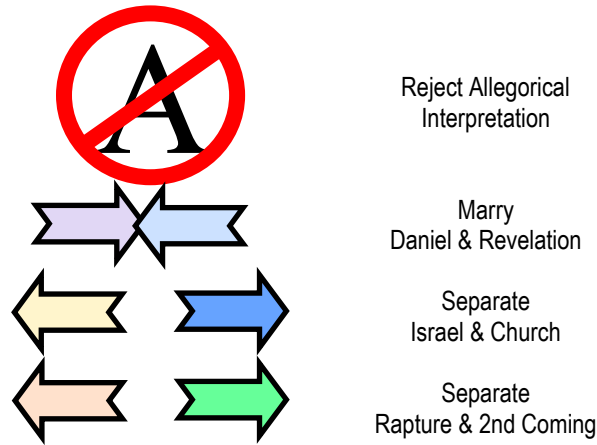 A
Reject Allegorical
Interpretation
Marry
Daniel & Revelation
Separate
Israel & Church
Separate
Rapture & 2nd Coming